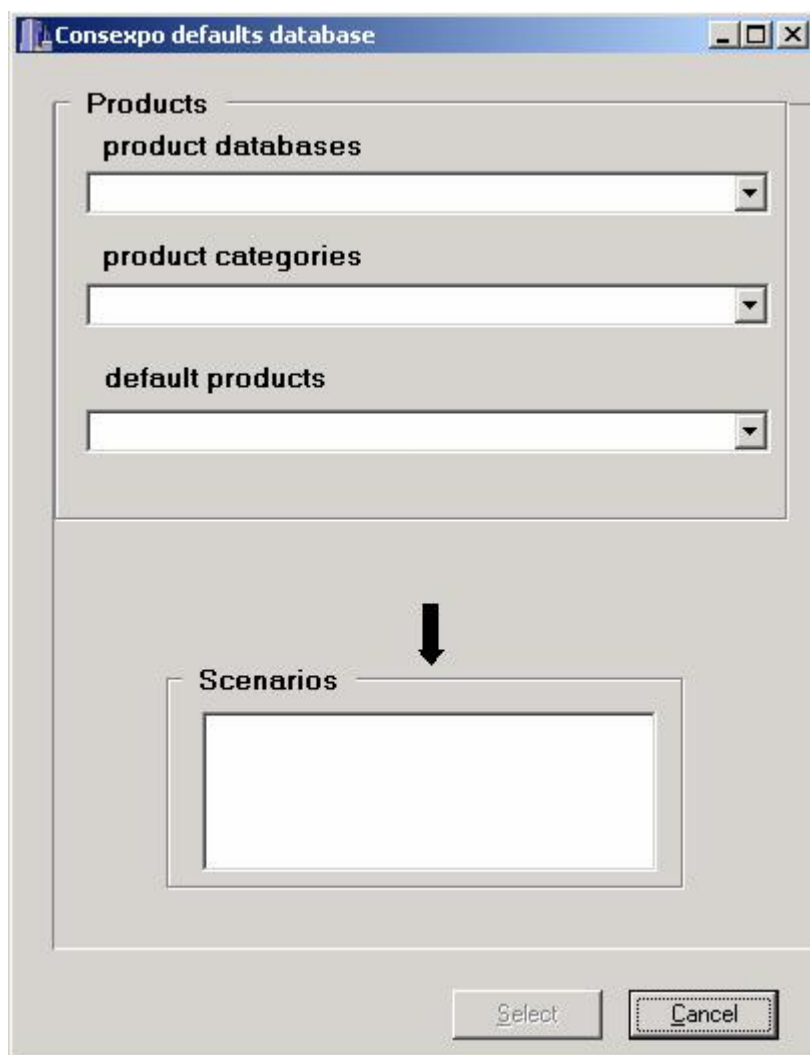 Consexpo defaults database
Products
product databases
product categories
default products
Scenarios
Select
Cancel